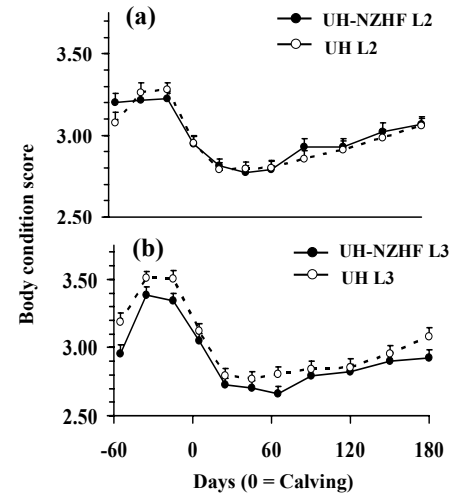 (a)
UH-NZHF L2
UH L2
3.50
3.00
2.50
Body condition score
(b)
UH-NZHF L3
UH L3
3.50
3.00
2.50
-60 0 60 120 180
Days (0 = Calving)